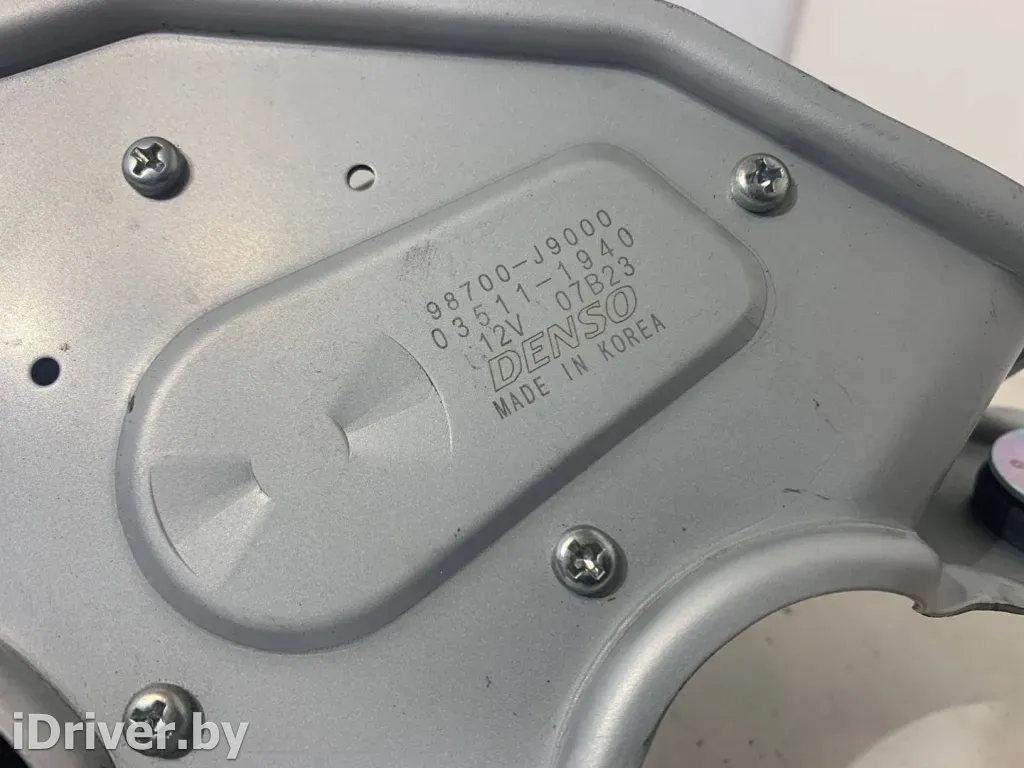 98700-J9000
03511-1940
12V 07B23
DENSO
MADE IN KOREA
iDriver.by